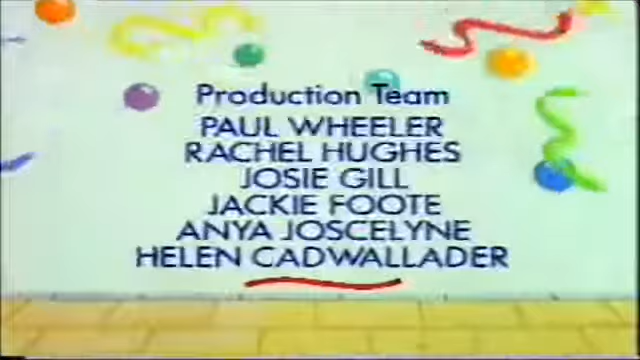 Production Team
PAUL WHEELER
RACHEL HUGHES
JOSIE GILL
JACKIE FOOTE
ANYA JOSCELYNE
HELEN CADWALLADER